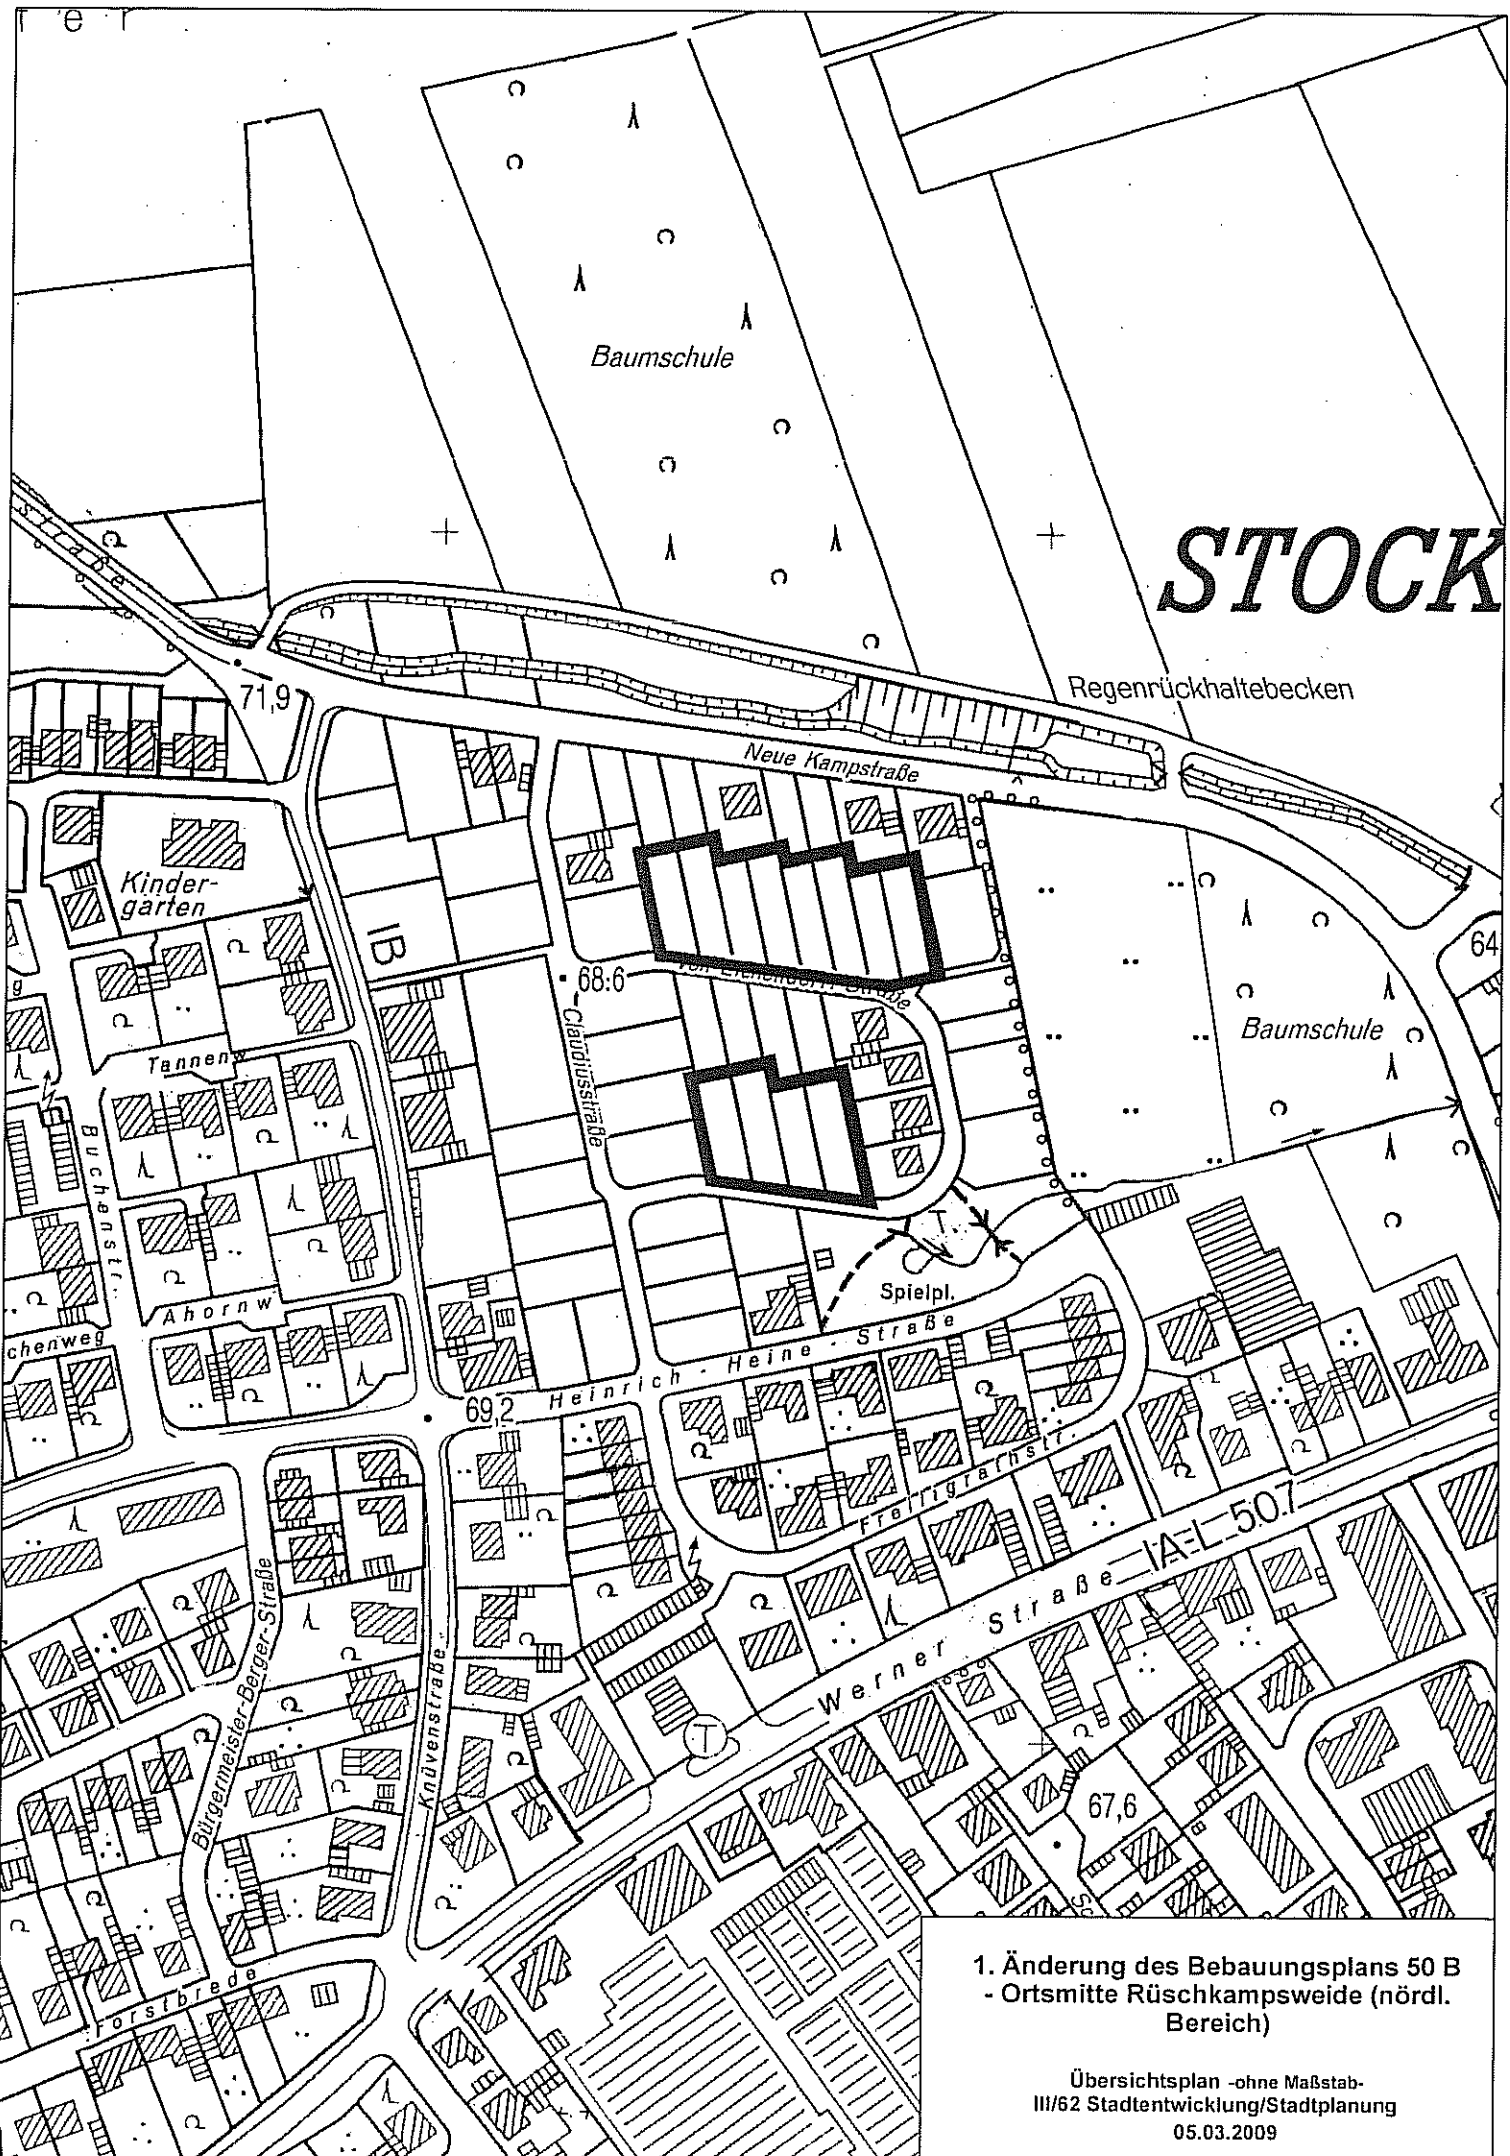 r e r
Baumschule
STOCK
71,9
Regenrückhaltebecken
Neue Kampstraße
Kinder-
garten
IB
68:6
64
Claudiusstraße
Baumschule
Tannenw
Buchenstr.
Spielpl.
Ahornw
chenweg
Heinrich - Heine - Straße
69,2
Freiligrathstr.
Werner Straße
IA-L 507
Bürgermeister-Berger-Straße
Knüvenstraße
T
67,6
Forstbrede
1. Änderung des Bebauungsplans 50 B
- Ortsmitte Rüschkampsweide (nördl.
Bereich)
Übersichtsplan -ohne Maßstab-
III/62 Stadtentwicklung/Stadtplanung
05.03.2009